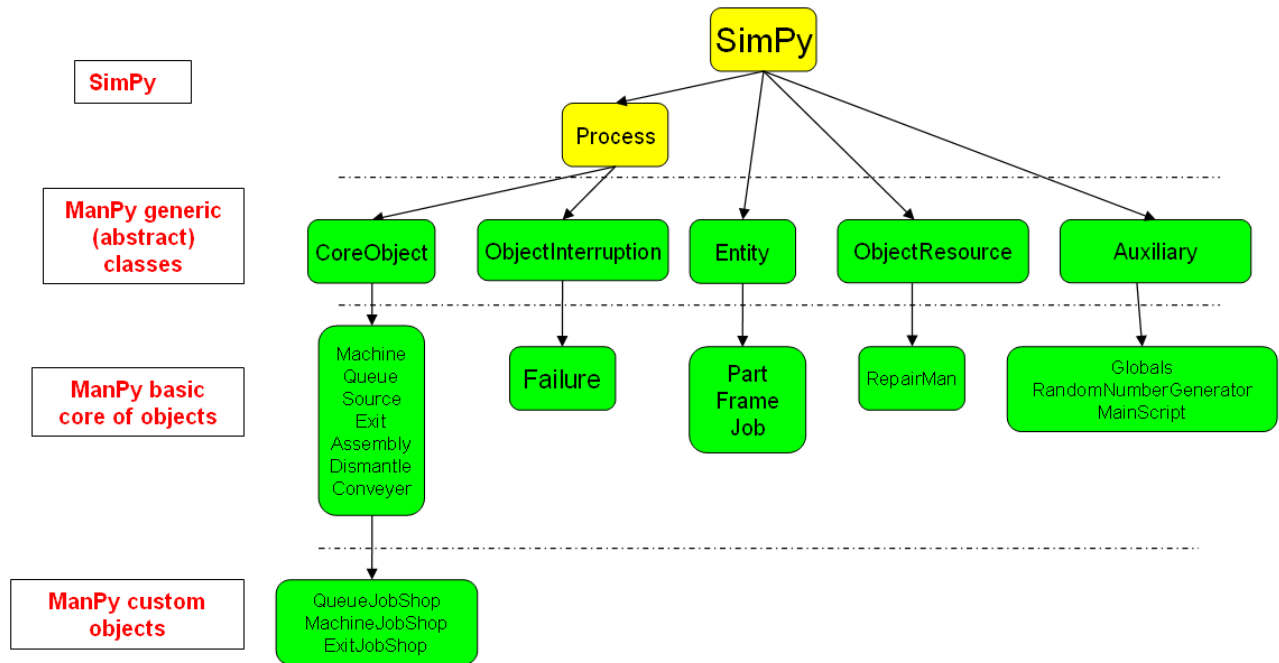 SimPy
SimPy
Process
ManPy generic
(abstract)
classes
CoreObject
ObjectInterruption
Entity
ObjectResource
Auxiliary
ManPy basic
core of objects
Machine
Queue
Source
Exit
Assembly
Dismantle
Conveyer
Failure
Part
Frame
Job
RepairMan
Globals
RandomNumberGenerator
MainScript
ManPy custom
objects
QueueJobShop
MachineJobShop
ExitJobShop